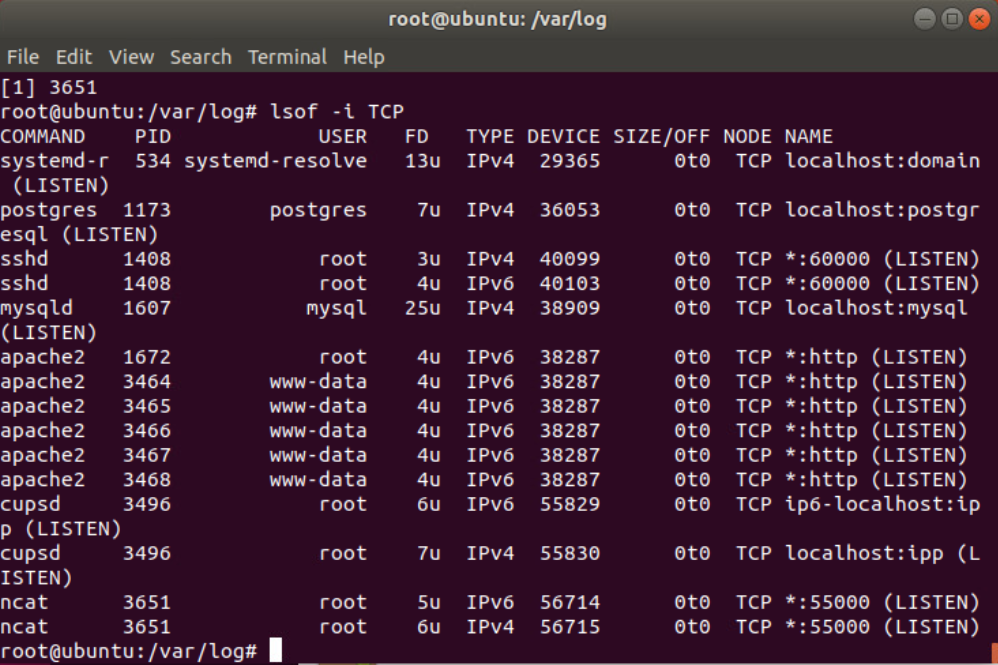 root@ubuntu: /var/log
File Edit View Search Terminal Help
[1] 3651
root@ubuntu:/var/log# lsof -i TCP
COMMAND    PID            USER   FD   TYPE DEVICE SIZE/OFF NODE NAME
systemd-r  534 systemd-resolve   13u  IPv4  29365      0t0  TCP localhost:domain
 (LISTEN)
postgres  1173        postgres    7u  IPv4  36053      0t0  TCP localhost:postgr
esql (LISTEN)
sshd      1408            root    3u  IPv4  40099      0t0  TCP *:60000 (LISTEN)
sshd      1408            root    4u  IPv6  40103      0t0  TCP *:60000 (LISTEN)
mysqld    1607           mysql   25u  IPv4  38909      0t0  TCP localhost:mysql
(LISTEN)
apache2   1672            root    4u  IPv6  38287      0t0  TCP *:http (LISTEN)
apache2   3464        www-data    4u  IPv6  38287      0t0  TCP *:http (LISTEN)
apache2   3465        www-data    4u  IPv6  38287      0t0  TCP *:http (LISTEN)
apache2   3466        www-data    4u  IPv6  38287      0t0  TCP *:http (LISTEN)
apache2   3467        www-data    4u  IPv6  38287      0t0  TCP *:http (LISTEN)
apache2   3468        www-data    4u  IPv6  38287      0t0  TCP *:http (LISTEN)
cupsd     3496            root    6u  IPv6  55829      0t0  TCP ip6-localhost:ip
p (LISTEN)
cupsd     3496            root    7u  IPv4  55830      0t0  TCP localhost:ipp (L
ISTEN)
ncat      3651            root    5u  IPv6  56714      0t0  TCP *:55000 (LISTEN)
ncat      3651            root    6u  IPv4  56715      0t0  TCP *:55000 (LISTEN)
root@ubuntu:/var/log#